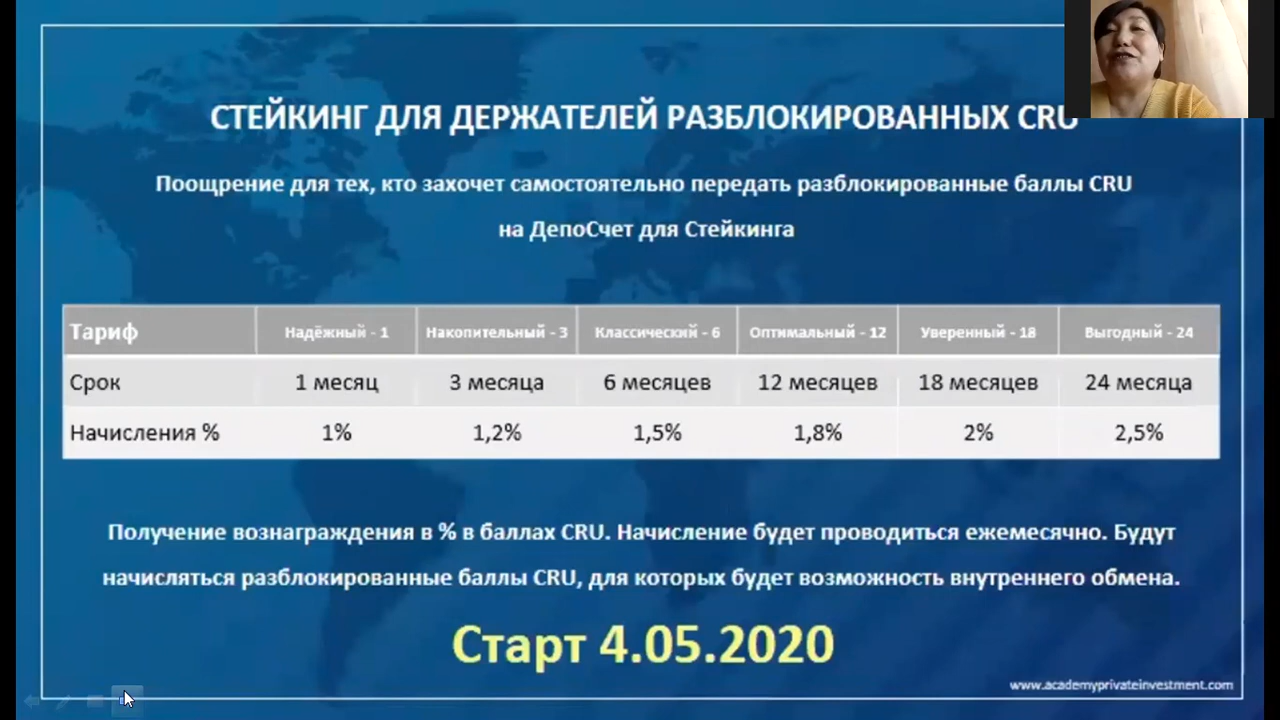 СТЕЙКИНГ ДЛЯ ДЕРЖАТЕЛЕЙ РАЗБЛОКИРОВАННЫХ CRU
Поощрение для тех, кто захочет самостоятельно передать разблокированные баллы CRU
на ДепоСчет для Стейкинга
Тариф Надёжный - 1 Накопительный - 3 Классический - 6 Оптимальный - 12 Уверенный - 18 Выгодный - 24
Срок 1 месяц 3 месяца 6 месяцев 12 месяцев 18 месяцев 24 месяца
Начисления % 1% 1,2% 1,5% 1,8% 2% 2,5%
Получение вознаграждения в % в баллах CRU. Начисление будет проводиться ежемесячно. Будут
начисляться разблокированные баллы CRU, для которых будет возможность внутреннего обмена.
Старт 4.05.2020
www.academyprivateinvestment.com